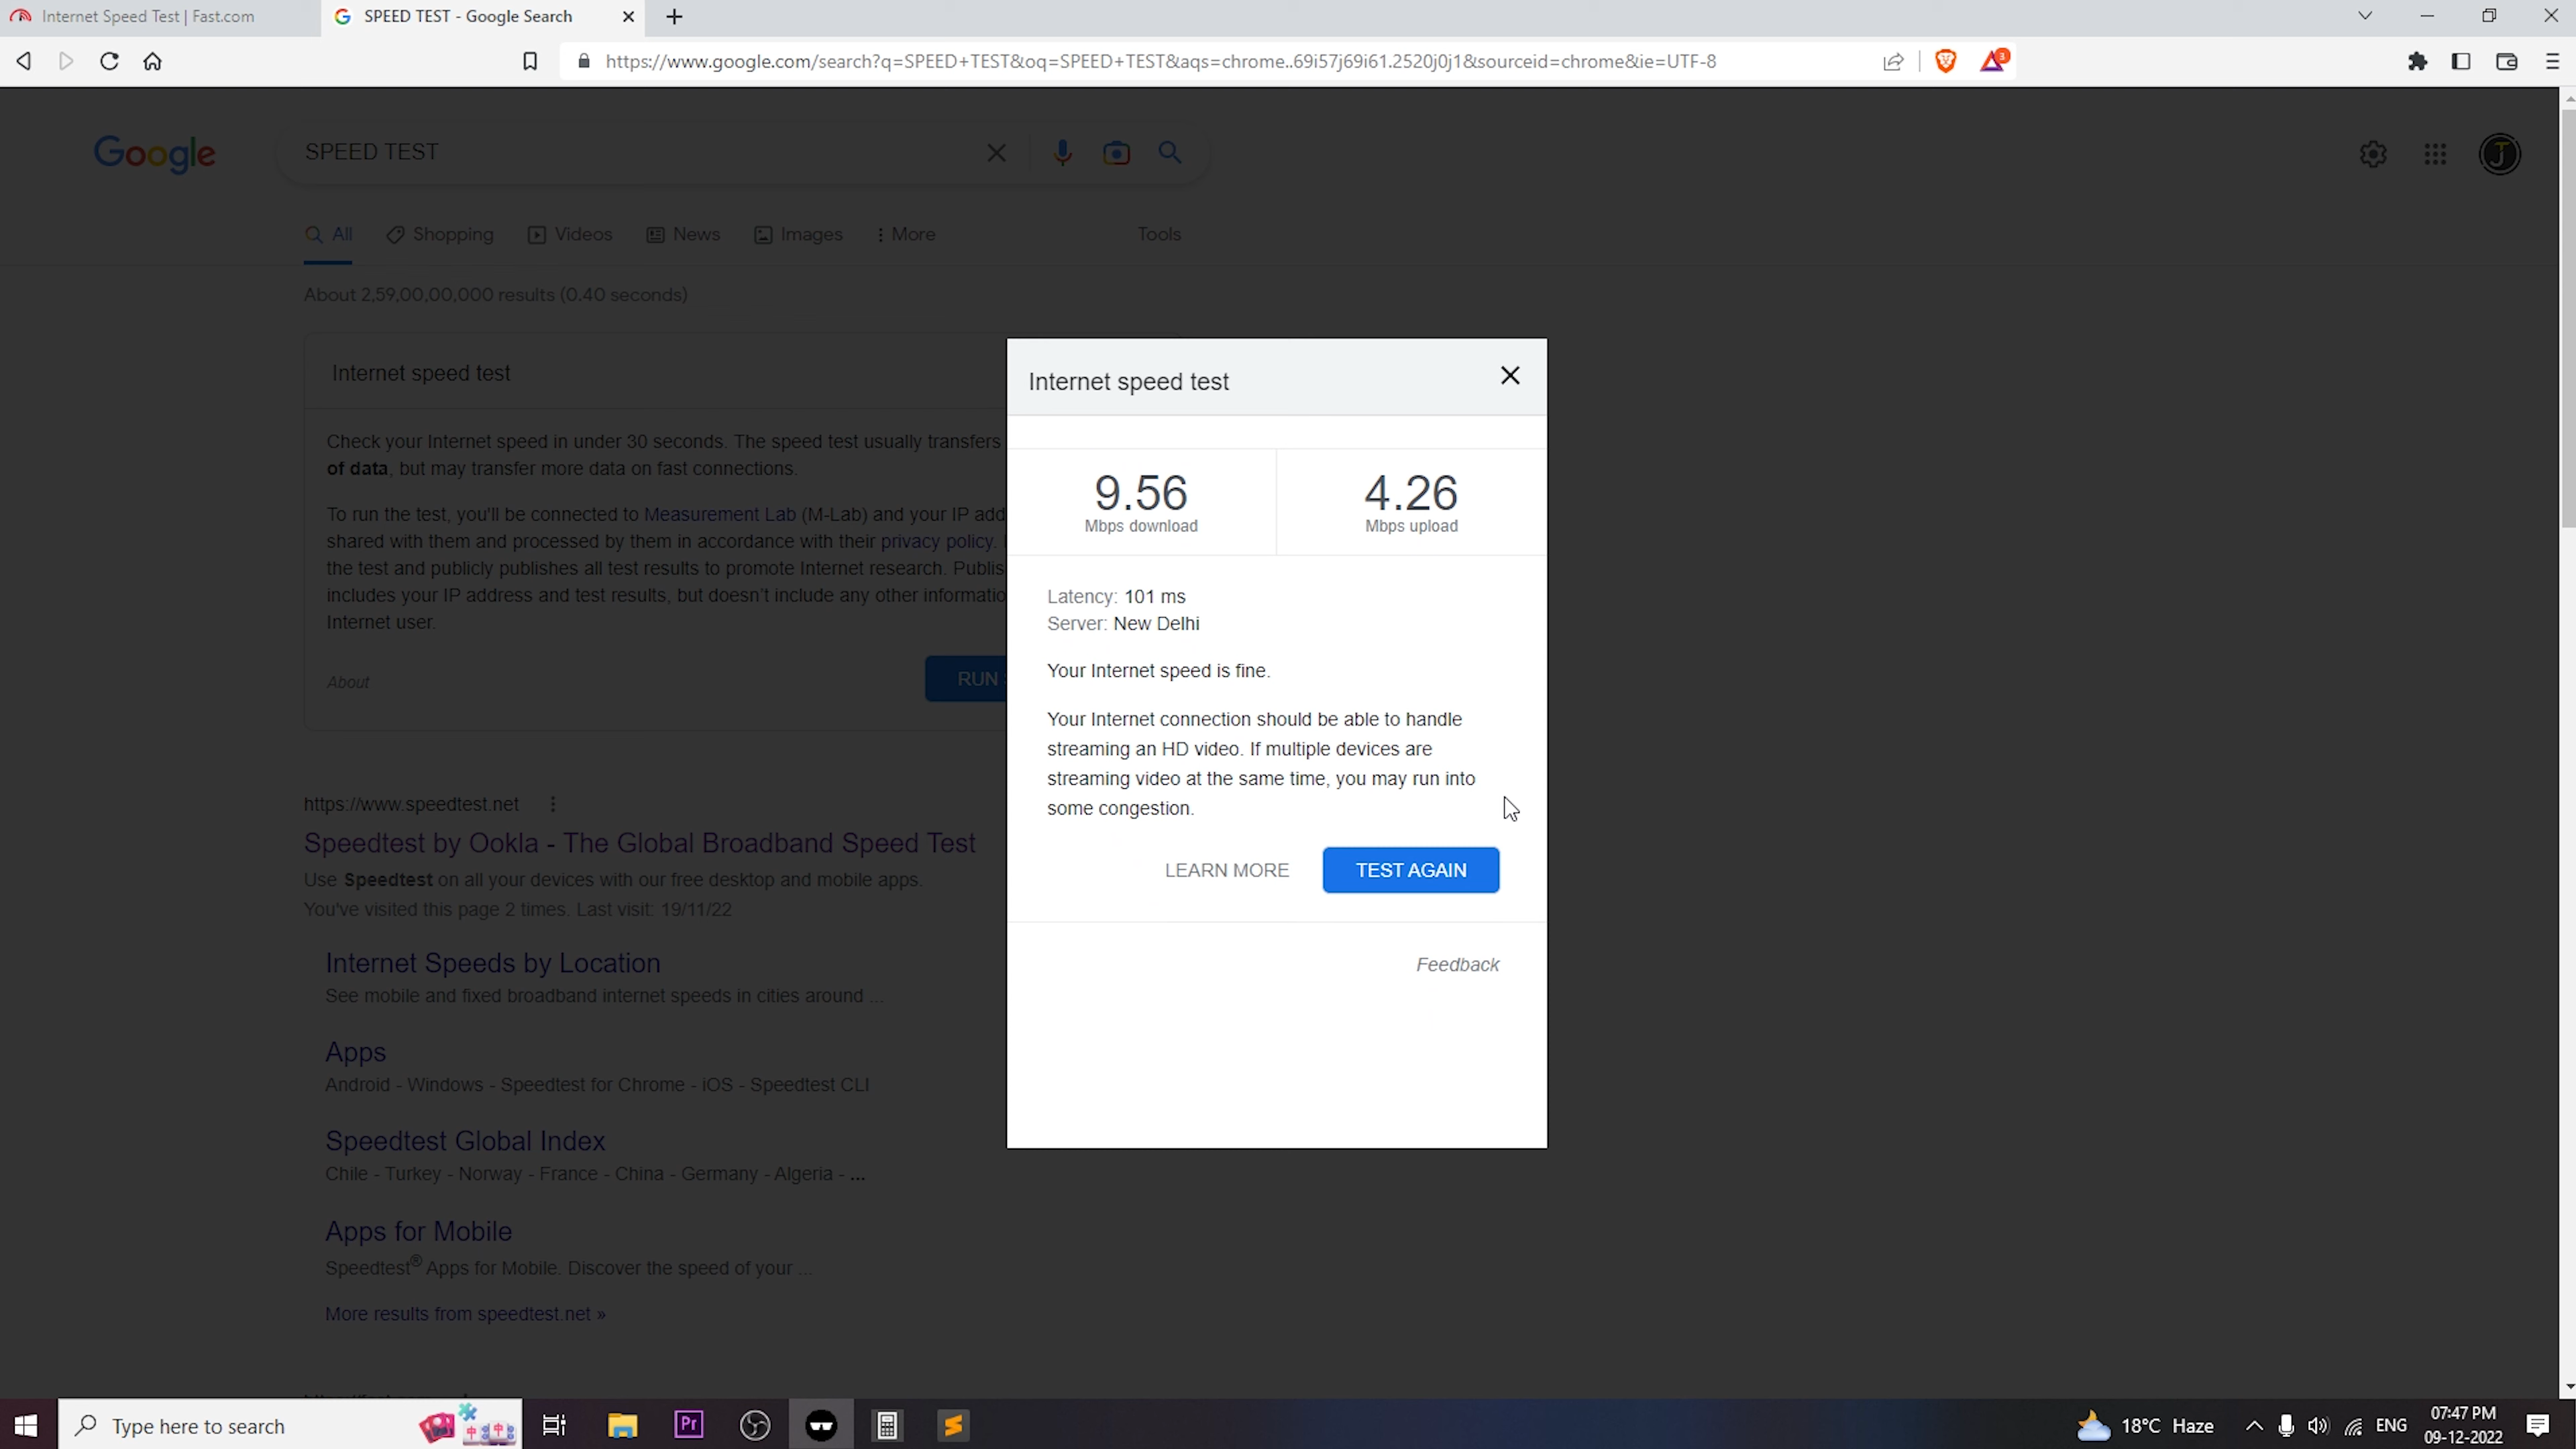 Internet Speed Test | Fast.com
SPEED TEST - Google Search
https://www.google.com/search?q=SPEED+TEST&oq=SPEED+TEST&aqs=chrome..69i57j69i61.2520j0j1&sourceid=chrome&ie=UTF-8
3
Google
SPEED TEST
J
All
Shopping
Videos
News
Images
More
Tools
About 2,59,00,00,000 results (0.40 seconds)
Internet speed test
Check your Internet speed in under 30 seconds. The speed test usually transfers
of data, but may transfer more data on fast connections.
To run the test, you'll be connected to Measurement Lab (M-Lab) and your IP add
shared with them and processed by them in accordance with their privacy policy.
the test and publicly publishes all test results to promote Internet research. Publis
includes your IP address and test results, but doesn't include any other informatio
Internet user.
About
RUN
Internet speed test
9.56
Mbps download
4.26
Mbps upload
Latency: 101 ms
Server: New Delhi
Your Internet speed is fine.
Your Internet connection should be able to handle
streaming an HD video. If multiple devices are
streaming video at the same time, you may run into
some congestion.
LEARN MORE
TEST AGAIN
Feedback
https://www.speedtest.net
Speedtest by Ookla - The Global Broadband Speed Test
Use Speedtest on all your devices with our free desktop and mobile apps.
You've visited this page 2 times. Last visit: 19/11/22
Internet Speeds by Location
See mobile and fixed broadband internet speeds in cities around ...
Apps
Android - Windows - Speedtest for Chrome - iOS - Speedtest CLI
Speedtest Global Index
Chile - Turkey - Norway - France - China - Germany - Algeria - ...
Apps for Mobile
Speedtest® Apps for Mobile. Discover the speed of your ...
More results from speedtest.net »
Type here to search
Pr
18°C Haze
ENG
07:47 PM
09-12-2022